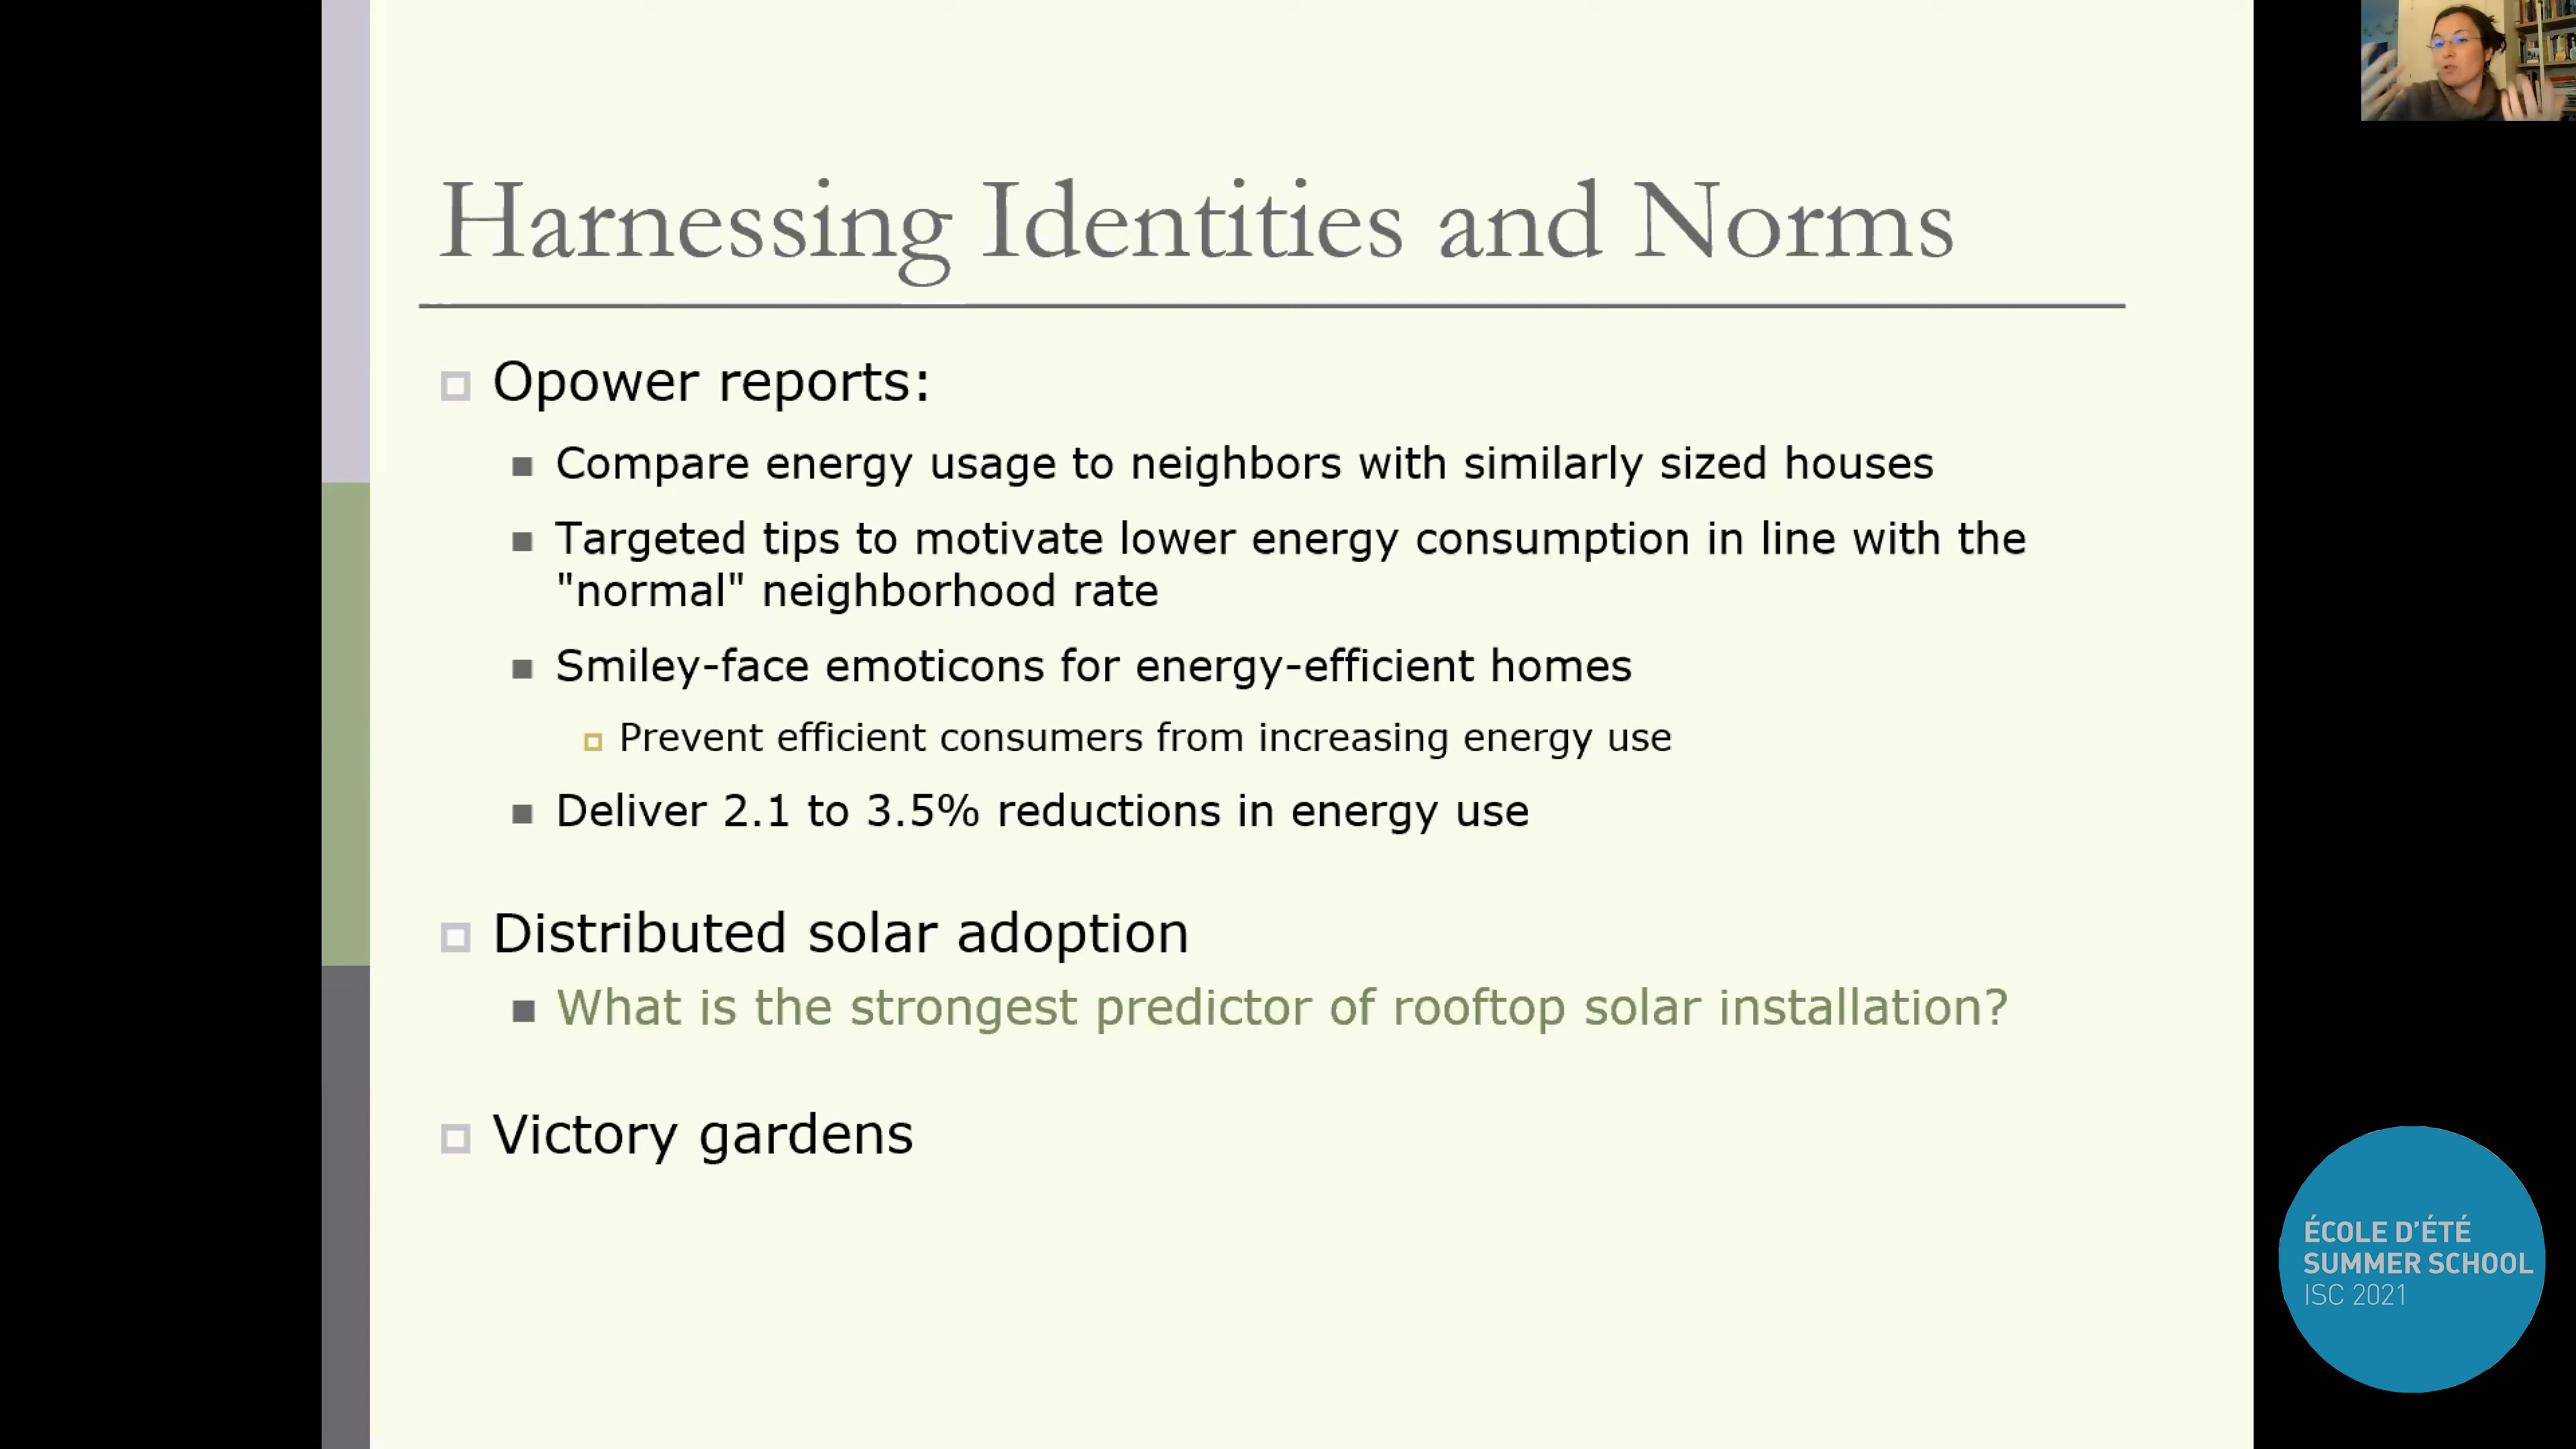 Harnessing Identities and Norms
Opower reports:
Compare energy usage to neighbors with similarly sized houses
Targeted tips to motivate lower energy consumption in line with the
"normal" neighborhood rate
Smiley-face emoticons for energy-efficient homes
Prevent efficient consumers from increasing energy use
Deliver 2.1 to 3.5% reductions in energy use
Distributed solar adoption
What is the strongest predictor of rooftop solar installation?
Victory gardens
ÉCOLE D'ÉTÉ
SUMMER SCHOOL
ISC 2021